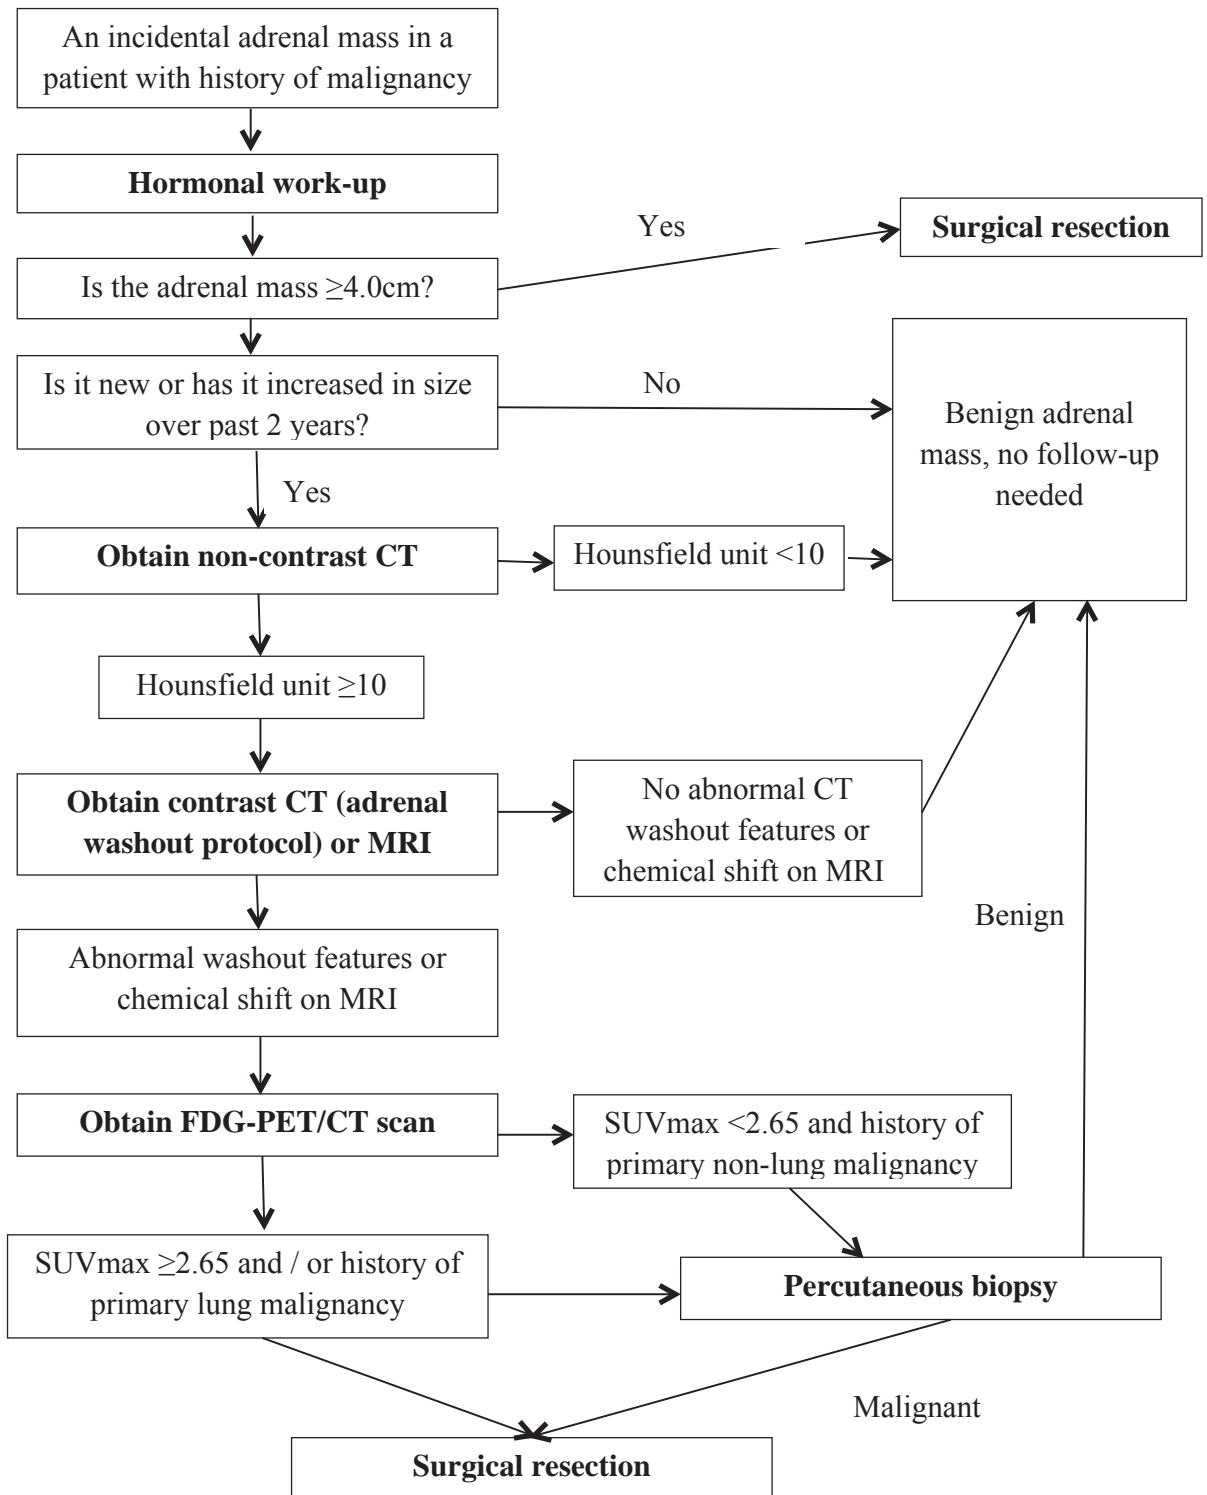 An incidental adrenal mass in a
patient with history of malignancy
Hormonal work-up
Yes
Surgical resection
Is the adrenal mass ≥4.0cm?
Is it new or has it increased in size
over past 2 years?
No
Benign adrenal
mass, no follow-up
needed
Yes
Obtain non-contrast CT
Hounsfield unit <10
Hounsfield unit ≥10
Obtain contrast CT (adrenal
washout protocol) or MRI
No abnormal CT
washout features or
chemical shift on MRI
Benign
Abnormal washout features or
chemical shift on MRI
Obtain FDG-PET/CT scan
SUVmax <2.65 and history of
primary non-lung malignancy
SUVmax ≥2.65 and / or history of
primary lung malignancy
Percutaneous biopsy
Malignant
Surgical resection